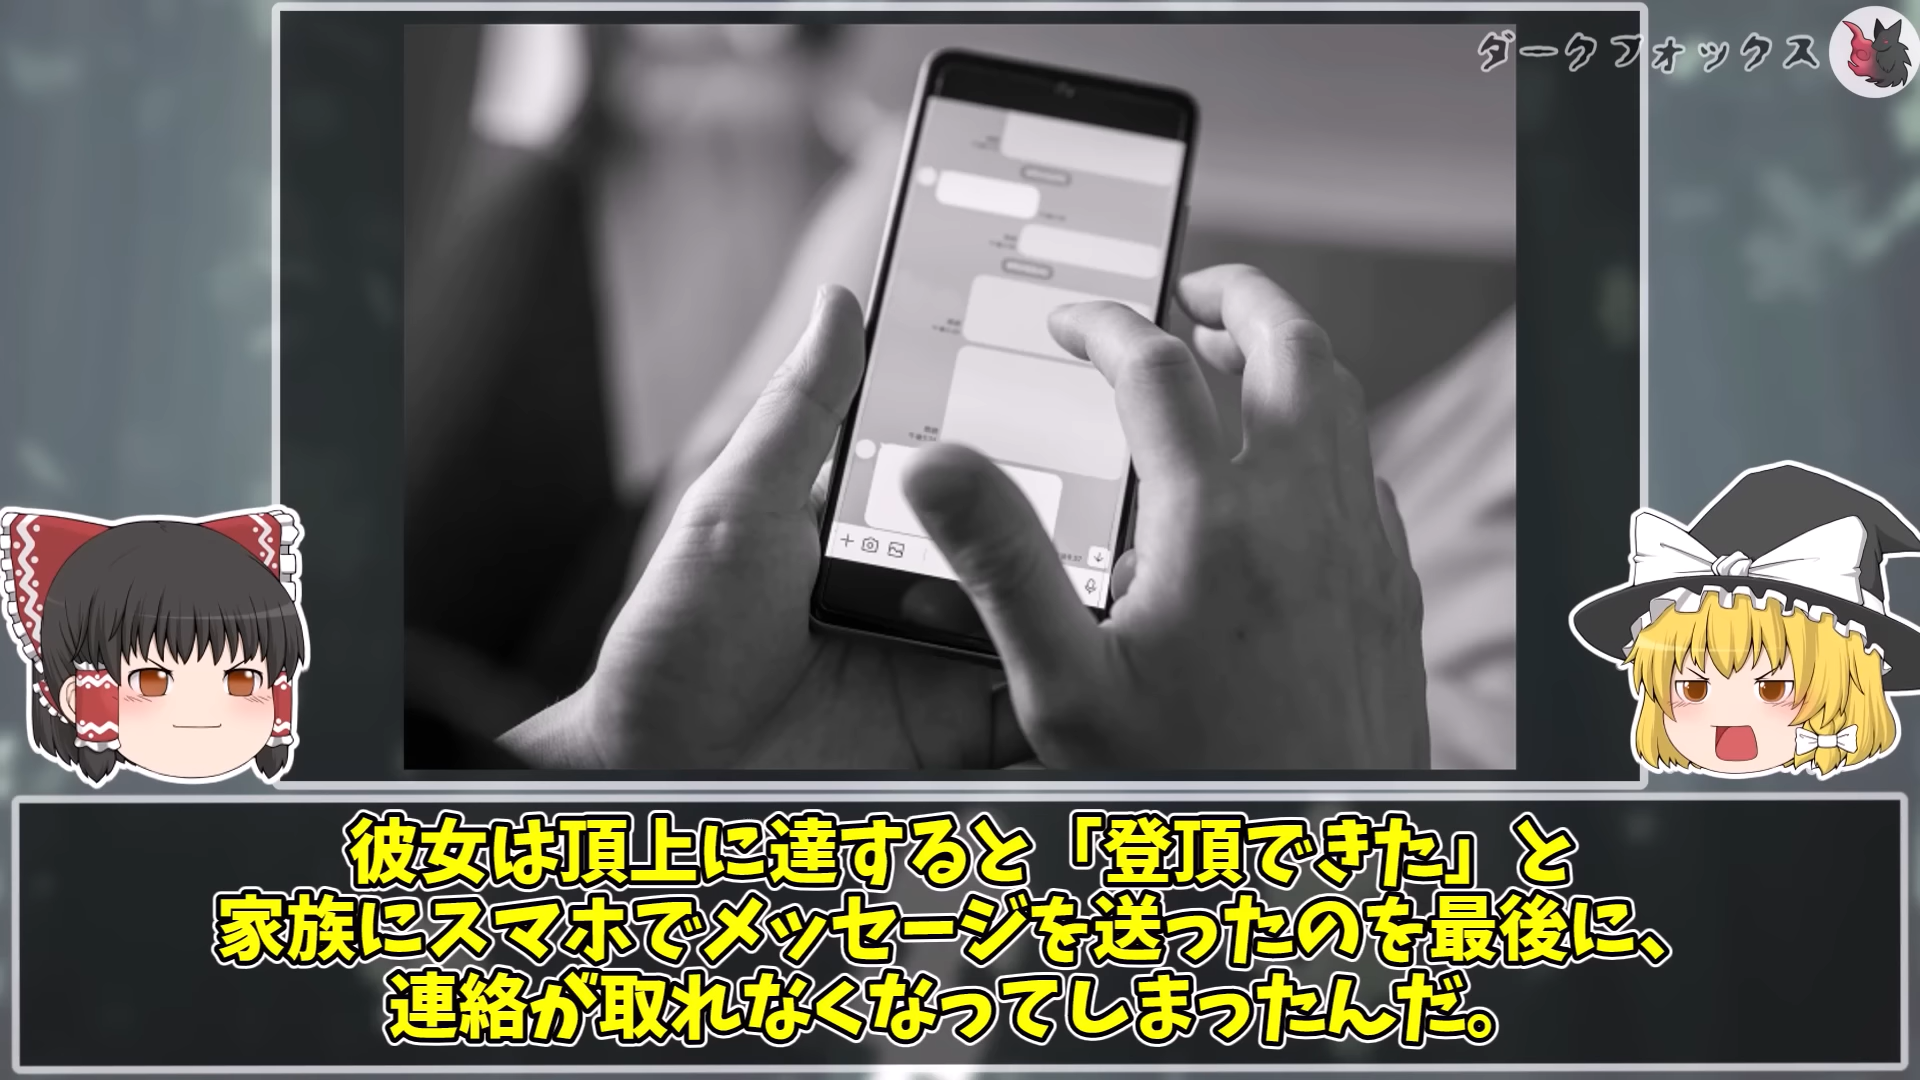 ダークフォックス
彼女は頂上に達すると「登頂できた」と
家族にスマホでメッセージを送ったのを最後に、
連絡が取れなくなってしまったんだ。